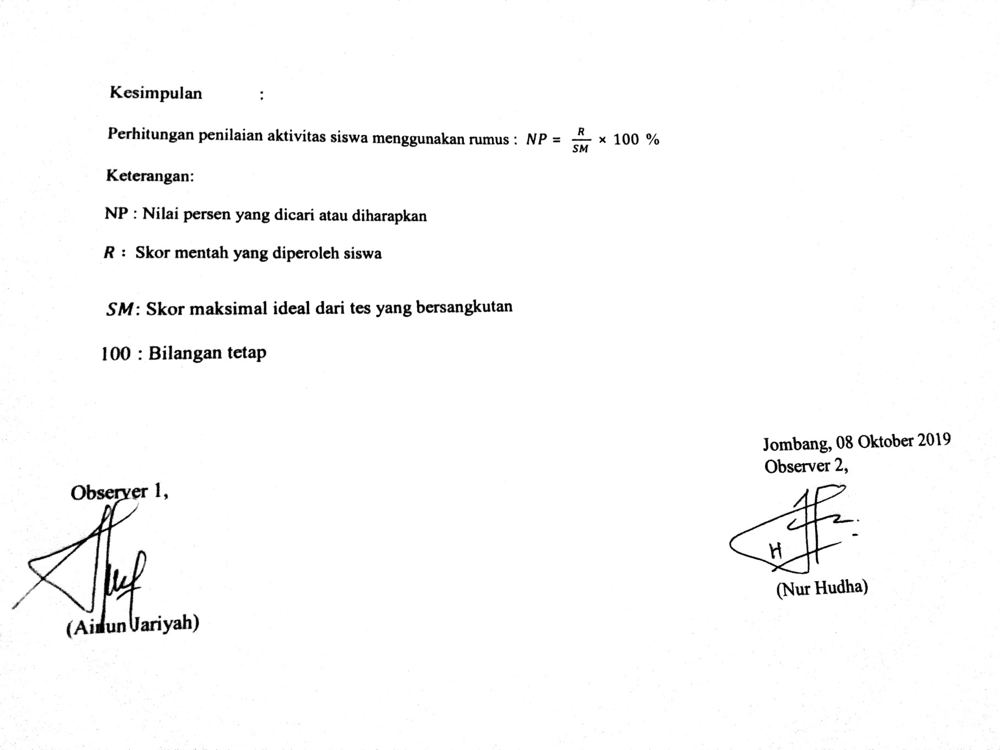 Kesimpulan :
Perhitungan penilaian aktivitas siswa menggunakan rumus : NP = R/SM × 100 %
Keterangan:
NP : Nilai persen yang dicari atau diharapkan
R : Skor mentah yang diperoleh siswa
SM: Skor maksimal ideal dari tes yang bersangkutan
100 : Bilangan tetap
Jombang, 08 Oktober 2019
Observer 2,
(Nur Hudha)
Observer 1,
(Ainun Jariyah)